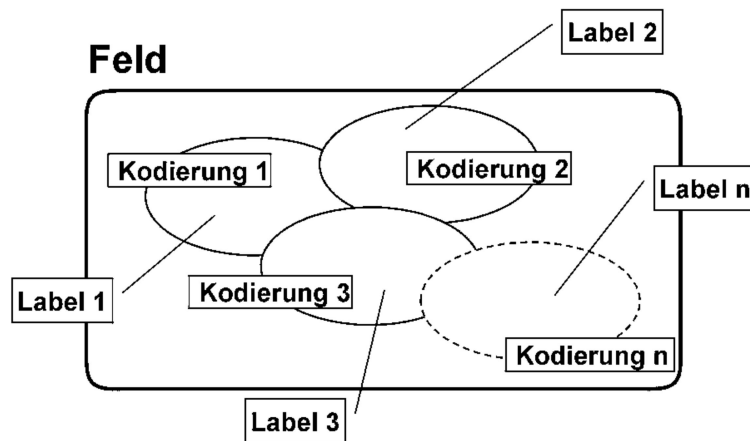 Label 2
Feld
Kodierung 1
Kodierung 2
Label n
Kodierung 3
Label 1
Kodierung n
Label 3